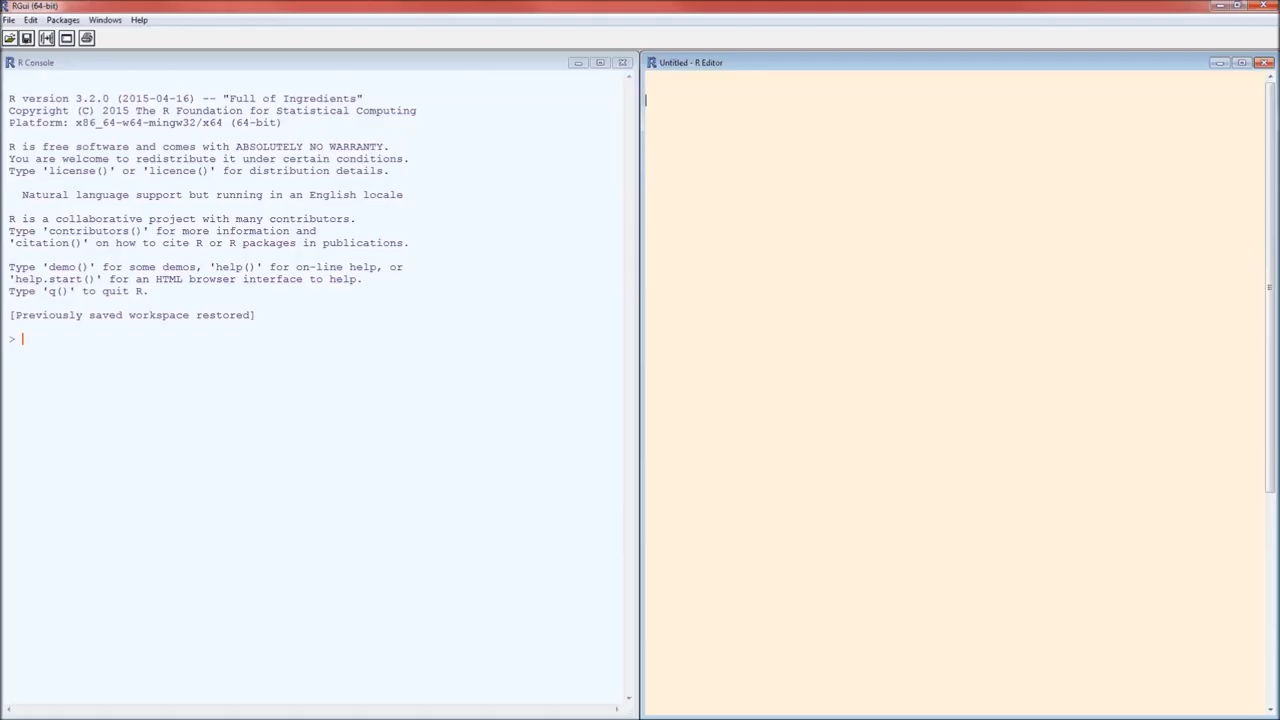 RGui (64-bit)
File Edit Packages Windows Help
R Console
R version 3.2.0 (2015-04-16) -- "Full of Ingredients"
Copyright (C) 2015 The R Foundation for Statistical Computing
Platform: x86_64-w64-mingw32/x64 (64-bit)
R is free software and comes with ABSOLUTELY NO WARRANTY.
You are welcome to redistribute it under certain conditions.
Type 'license()' or 'licence()' for distribution details.
Natural language support but running in an English locale
R is a collaborative project with many contributors.
Type 'contributors()' for more information and
'citation()' on how to cite R or R packages in publications.
Type 'demo()' for some demos, 'help()' for on-line help, or
'help.start()' for an HTML browser interface to help.
Type 'q()' to quit R.
[Previously saved workspace restored]
>
Untitled - R Editor